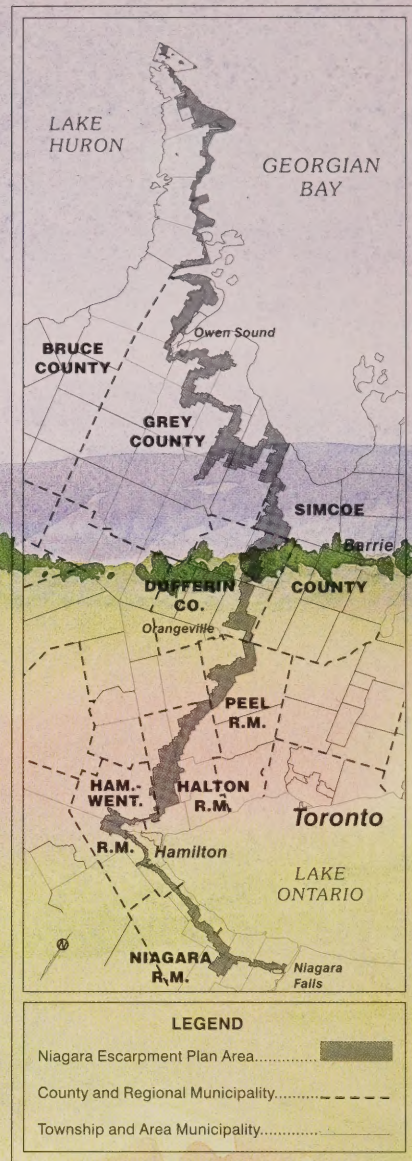 LAKE
HURON
GEORGIAN
BAY
Owen Sound
BRUCE
COUNTY
GREY
COUNTY
SIMCOE
Barrie
DUFFERIN
CO.
COUNTY
Orangeville
PEEL
R.M.
HAM.-
WENT.
HALTON
R.M.
Toronto
R.M.
Hamilton
LAKE
ONTARIO
N
NIAGARA
R.M.
Niagara
Falls
LEGEND
Niagara Escarpment Plan Area.............
County and Regional Municipality..........
Township and Area Municipality..........